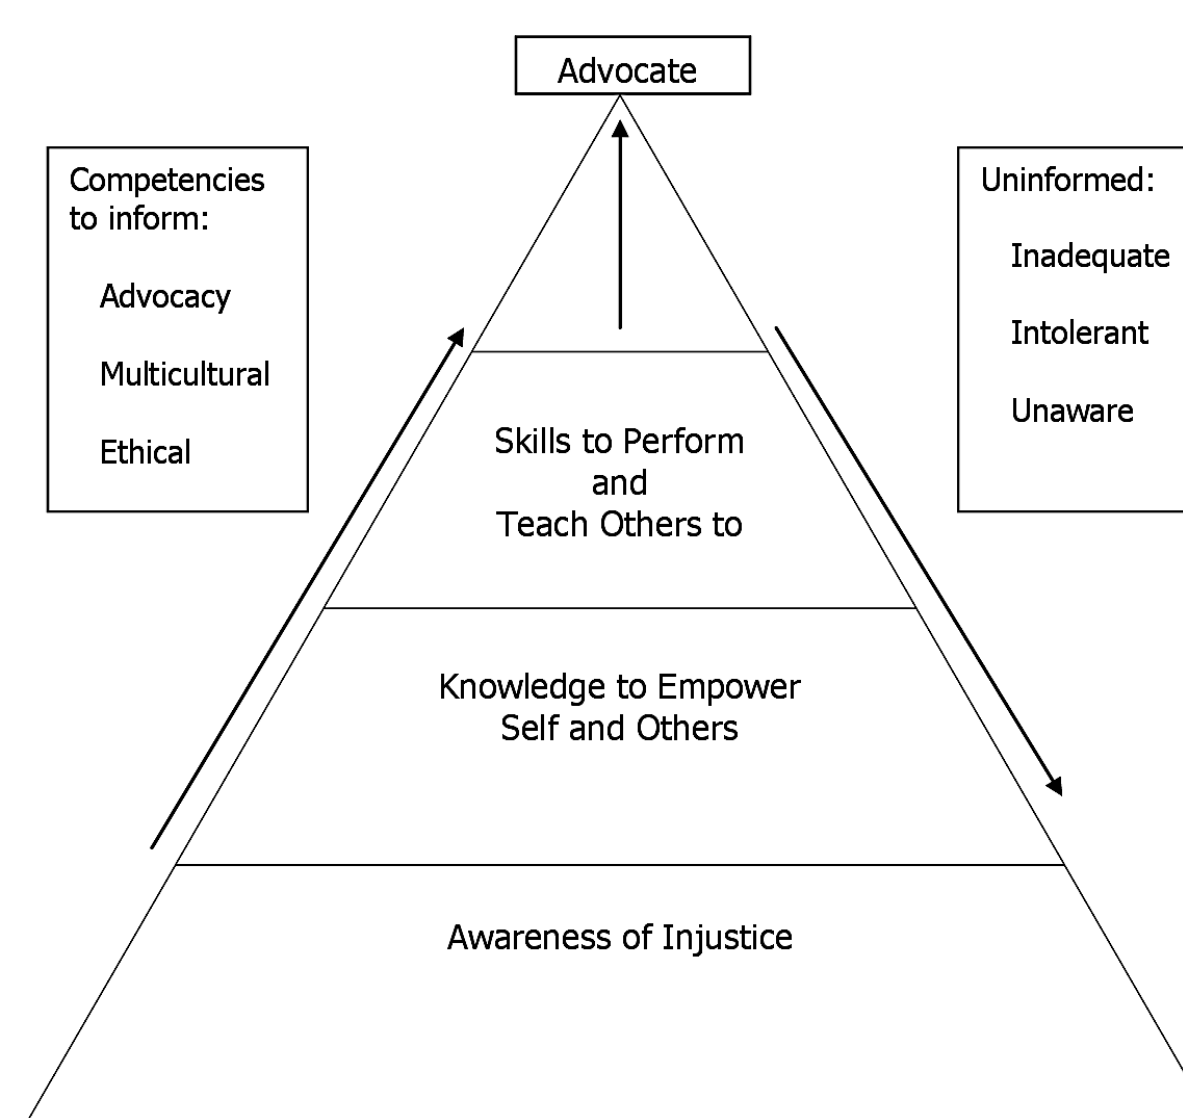 Advocate
Competencies
to inform:
Advocacy
Multicultural
Ethical
Uninformed:
Inadequate
Intolerant
Unaware
Skills to Perform
and
Teach Others to
Knowledge to Empower
Self and Others
Awareness of Injustice